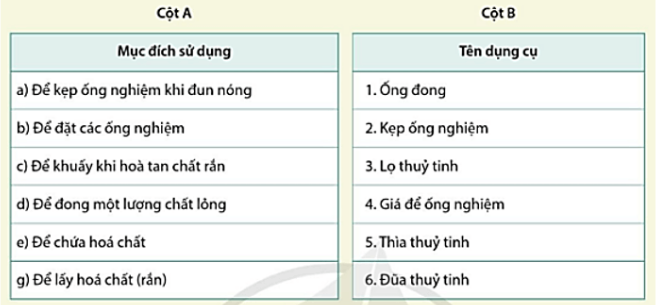 Cột A
Cột B
Mục đích sử dụng
Tên dụng cụ
a) Để kẹp ống nghiệm khi đun nóng
1. Ống đong
b) Để đặt các ống nghiệm
2. Kẹp ống nghiệm
c) Để khuấy khi hoà tan chất rắn
3. Lọ thuỷ tinh
d) Để đong một lượng chất lỏng
4. Giá để ống nghiệm
e) Để chứa hoá chất
5. Thìa thuỷ tinh
g) Để lấy hoá chất (rắn)
6. Đũa thuỷ tinh